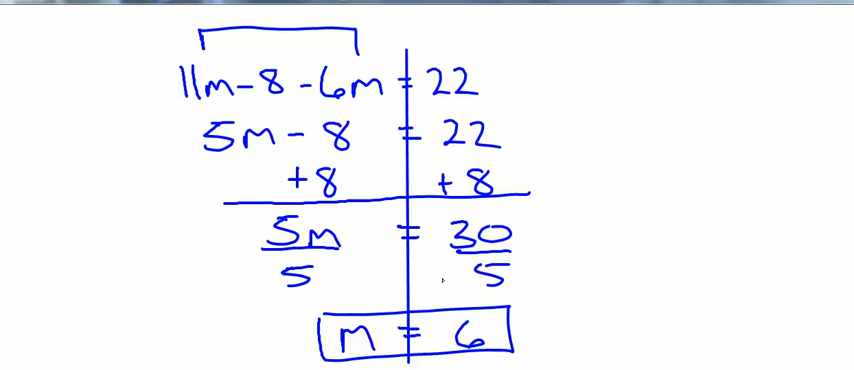 11m - 8 - 6m = 22
5m - 8 = 22
+8 +8
5m = 30
5 5
m = 6